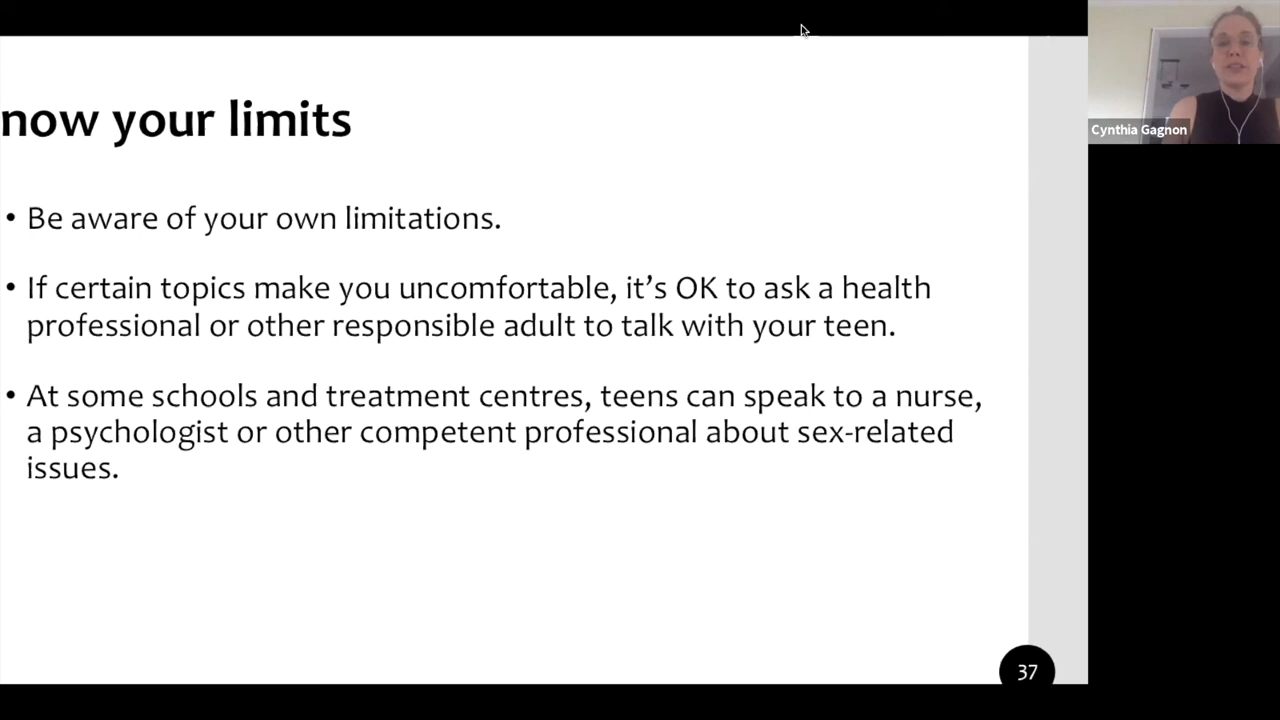 now your limits
• Be aware of your own limitations.
• If certain topics make you uncomfortable, it’s OK to ask a health
professional or other responsible adult to talk with your teen.
• At some schools and treatment centres, teens can speak to a nurse,
a psychologist or other competent professional about sex-related
issues.
37
Cynthia Gagnon